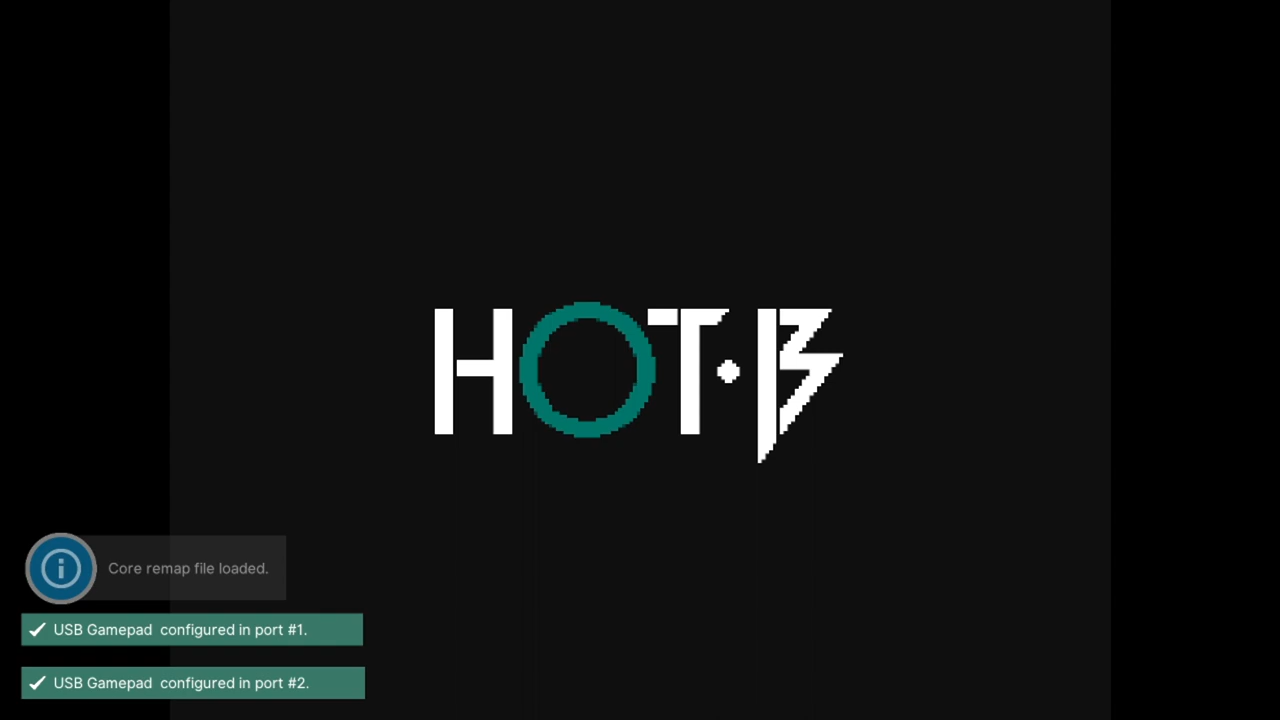 HOT·B
Core remap file loaded.
USB Gamepad  configured in port #1.
USB Gamepad  configured in port #2.